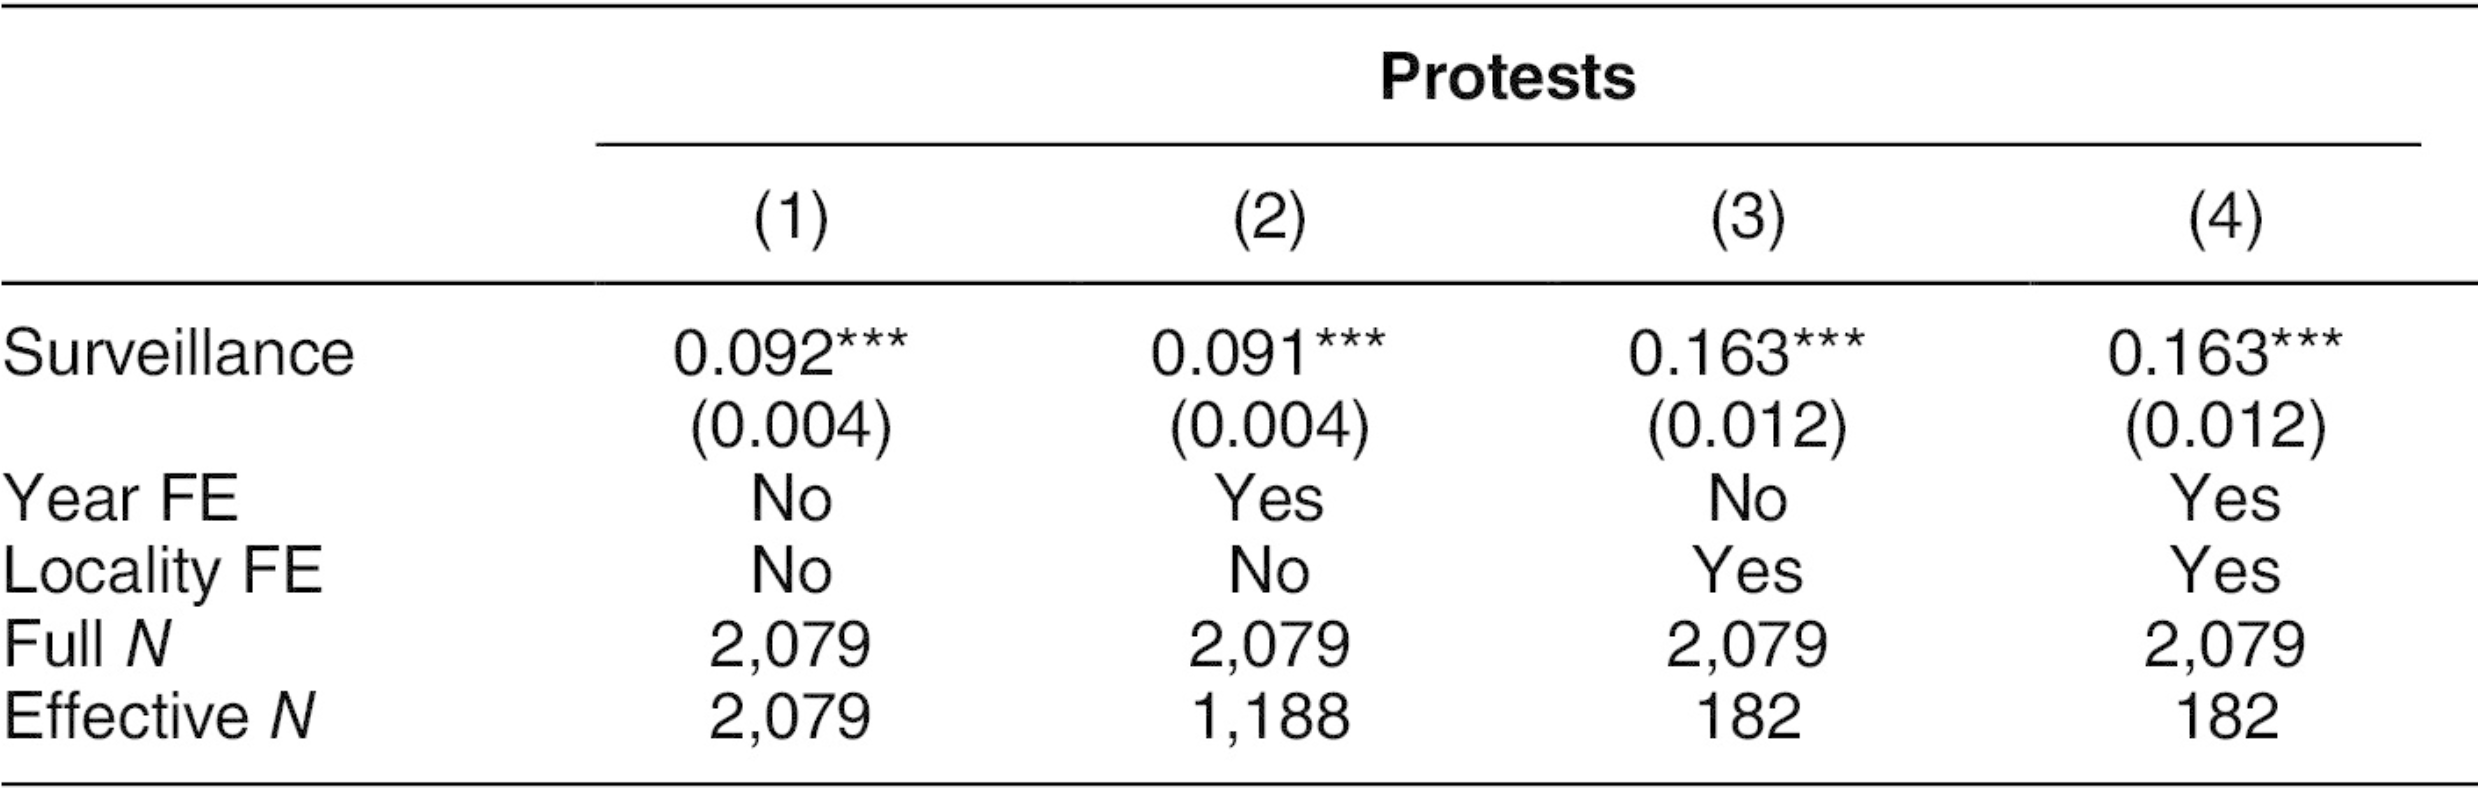 Protests
(1) (2) (3) (4)
Surveillance 0.092*** 0.091*** 0.163*** 0.163***
(0.004) (0.004) (0.012) (0.012)
Year FE No Yes No Yes
Locality FE No No Yes Yes
Full N 2,079 2,079 2,079 2,079
Effective N 2,079 1,188 182 182